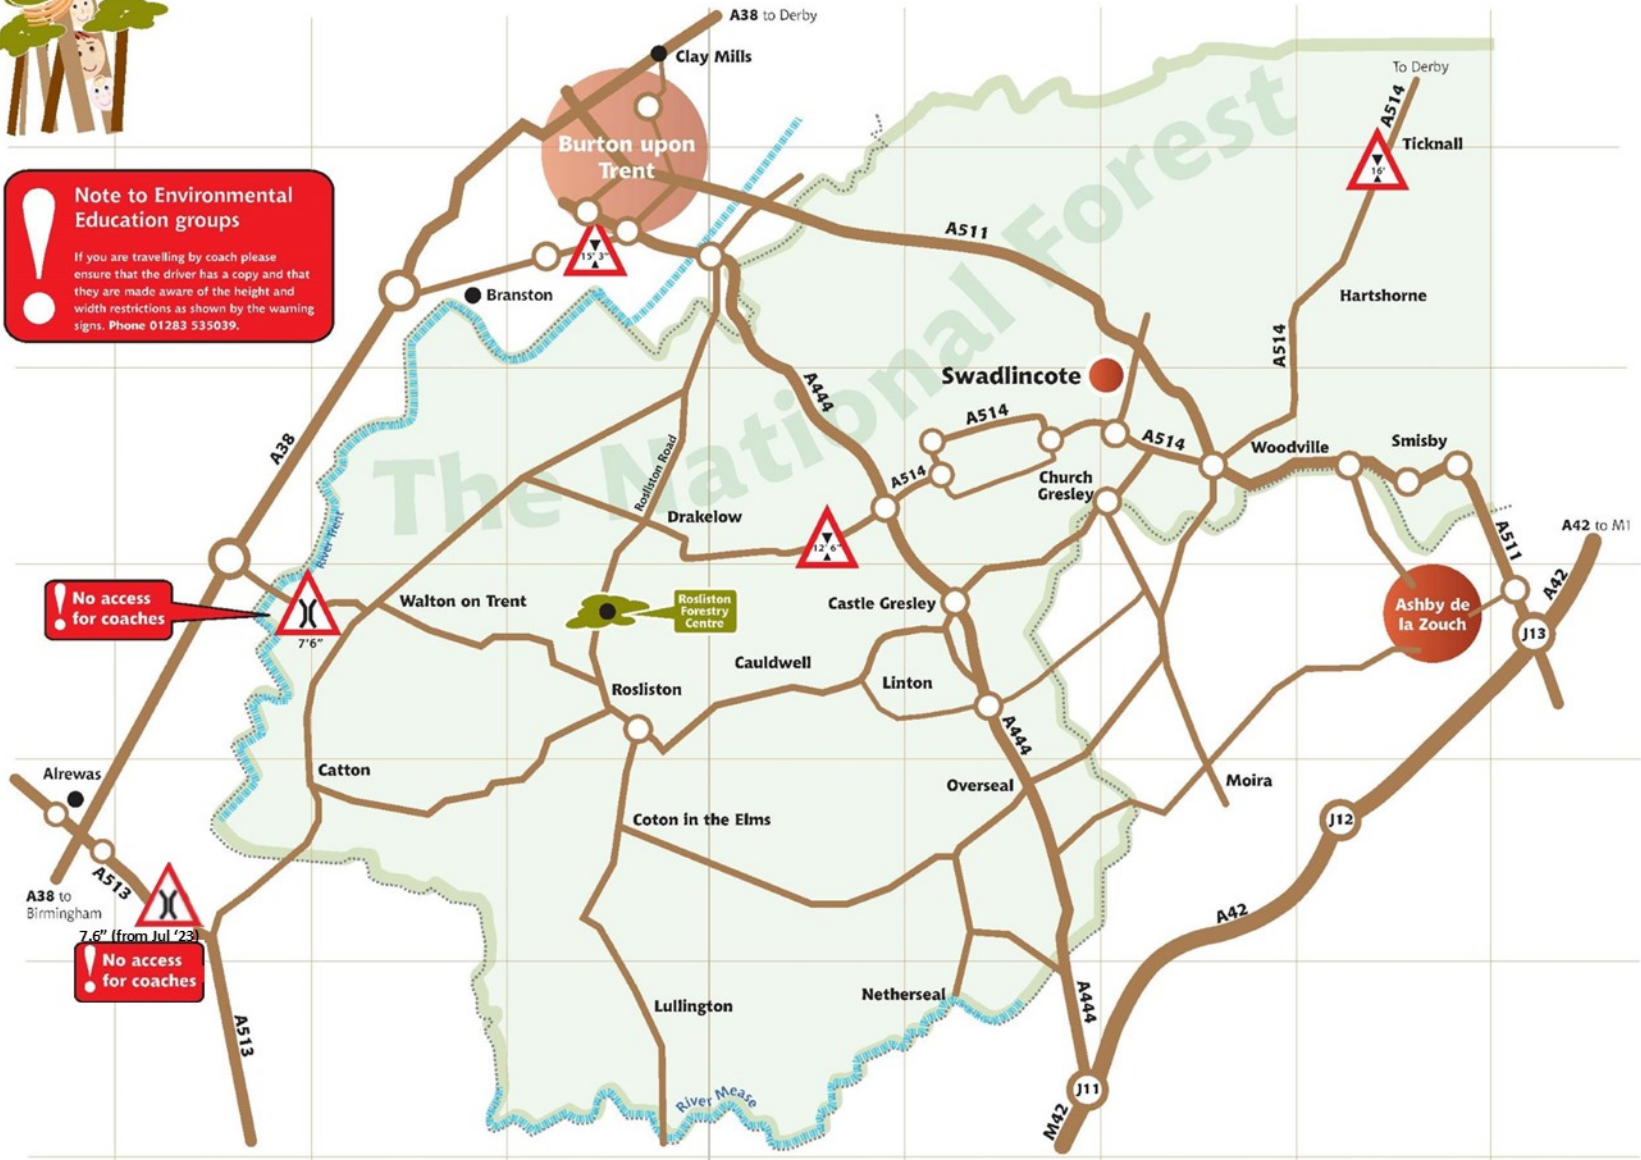 A38 to Derby
Clay Mills
To Derby
A514
Ticknall
16'
Burton upon
Trent
Note to Environmental
Education groups
If you are travelling by coach please
ensure that the driver has a copy and that
they are made aware of the height and
width restrictions as shown by the warning
signs. Phone 01283 535039.
The National Forest
A511
15' 3"
Branston
Hartshorne
A514
Swadlincote
A444
A514
A514
A38
Woodville
Smisby
Rosliston Road
A514
Church
Gresley
Drakelow
River Trent
12' 6"
A511
A42 to M1
A42
No access
for coaches
7'6"
Walton on Trent
Rosliston
Forestry
Centre
Castle Gresley
Ashby de
la Zouch
J13
Cauldwell
Linton
Rosliston
A444
Alrewas
Catton
Overseal
Moira
Coton in the Elms
J12
A513
A38 to
Birmingham
A42
7.6” (from Jul ‘23)
No access
for coaches
Netherseal
Lullington
A444
A513
River Mease
J11
M42